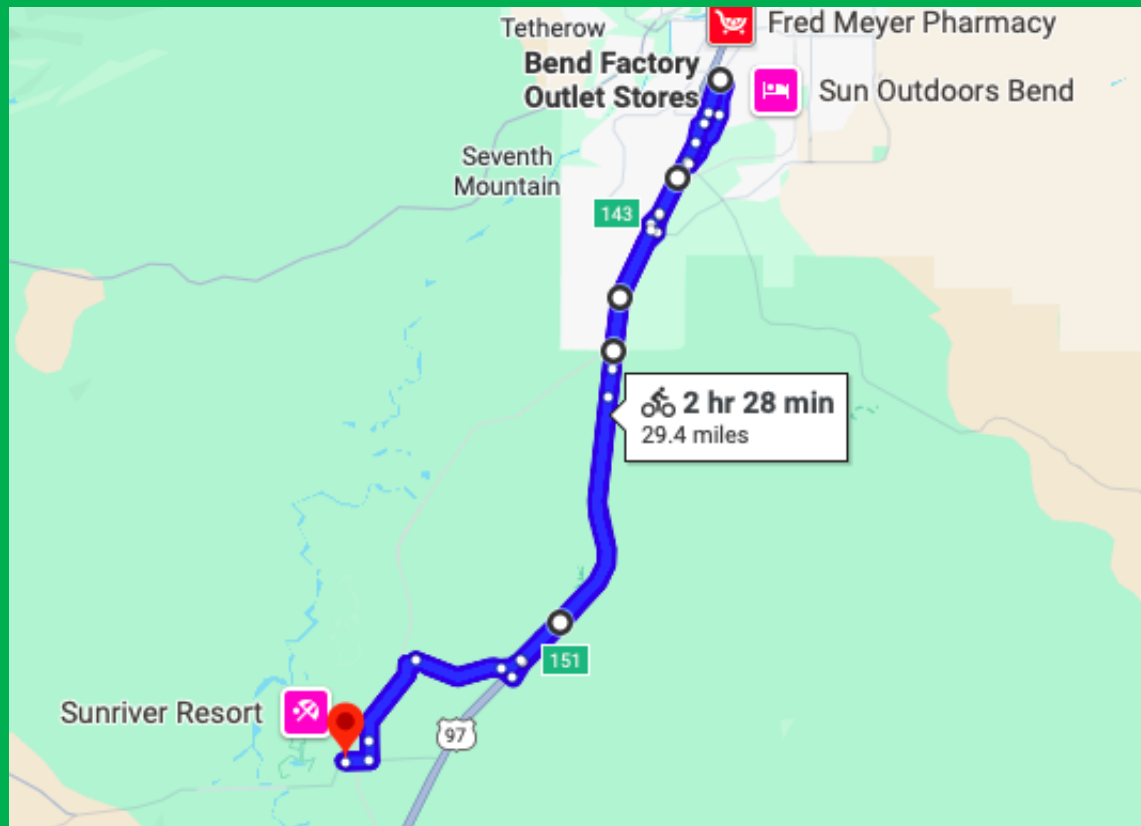 Tetherow
Fred Meyer Pharmacy
Bend Factory
Outlet Stores
Sun Outdoors Bend
Seventh
Mountain
143
2 hr 28 min
29.4 miles
151
Sunriver Resort
97